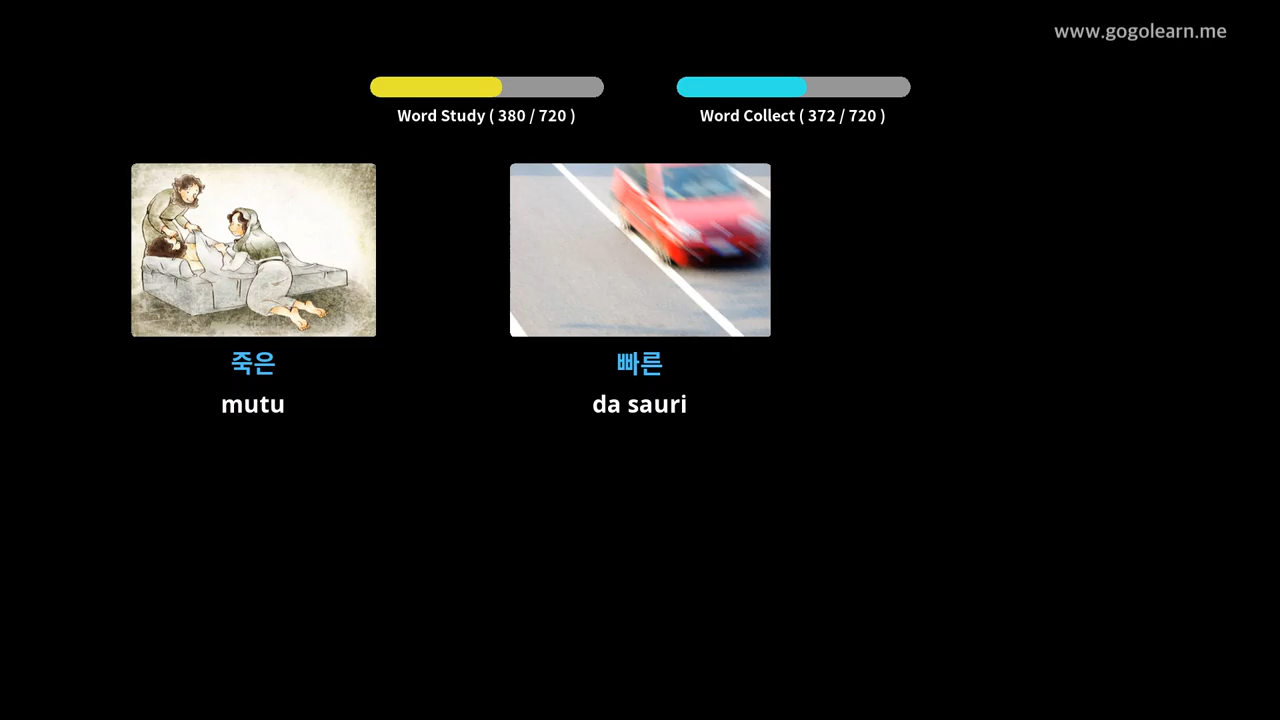 www.gogolearn.me
Word Study ( 380 / 720 )
Word Collect ( 372 / 720 )
죽은
mutu
빠른
da sauri